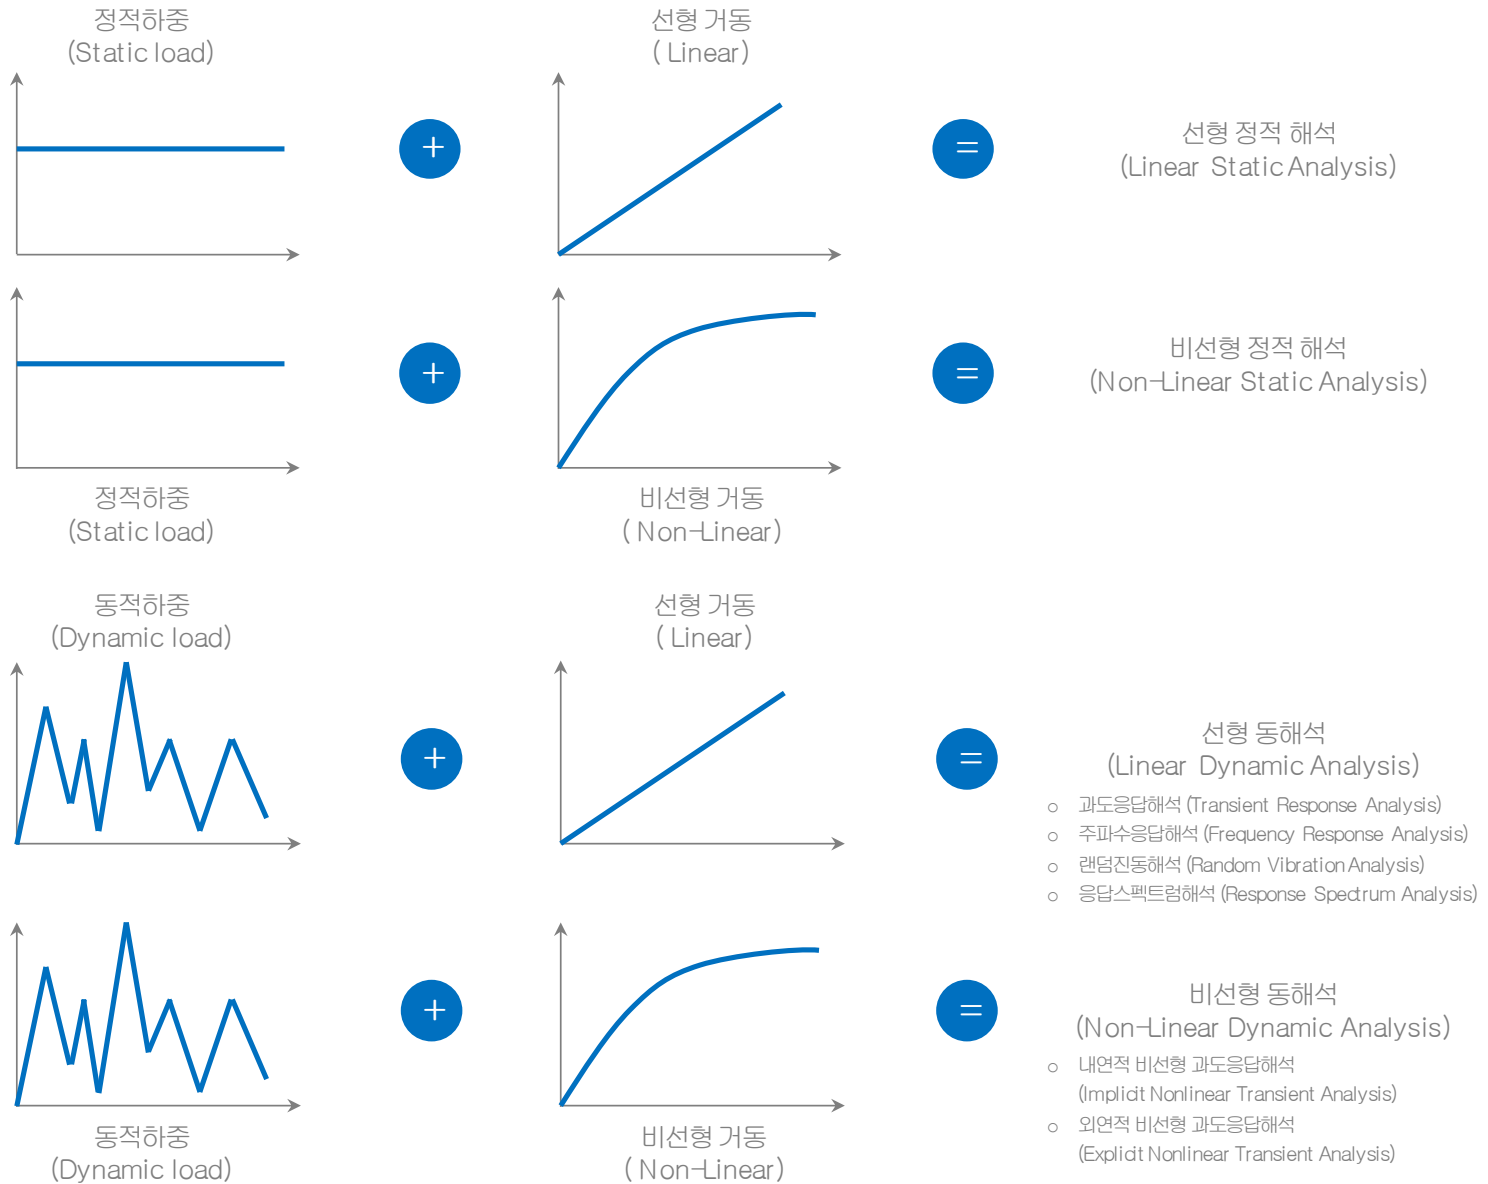 정적하중
(Static load)
선형 거동
( Linear)
+
=
선형 정적 해석
(Linear Static Analysis)
+
=
비선형 정적 해석
(Non-Linear Static Analysis)
정적하중
(Static load)
비선형 거동
( Non-Linear)
동적하중
(Dynamic load)
선형 거동
( Linear)
+
=
선형 동해석
(Linear Dynamic Analysis)
○ 과도응답해석 (Transient Response Analysis)
○ 주파수응답해석 (Frequency Response Analysis)
○ 랜덤진동해석 (Random Vibration Analysis)
○ 응답스펙트럼해석 (Response Spectrum Analysis)
+
=
비선형 동해석
(Non-Linear Dynamic Analysis)
○ 내연적 비선형 과도응답해석
(Implicit Nonlinear Transient Analysis)
○ 외연적 비선형 과도응답해석
(Explicit Nonlinear Transient Analysis)
동적하중
(Dynamic load)
비선형 거동
( Non-Linear)